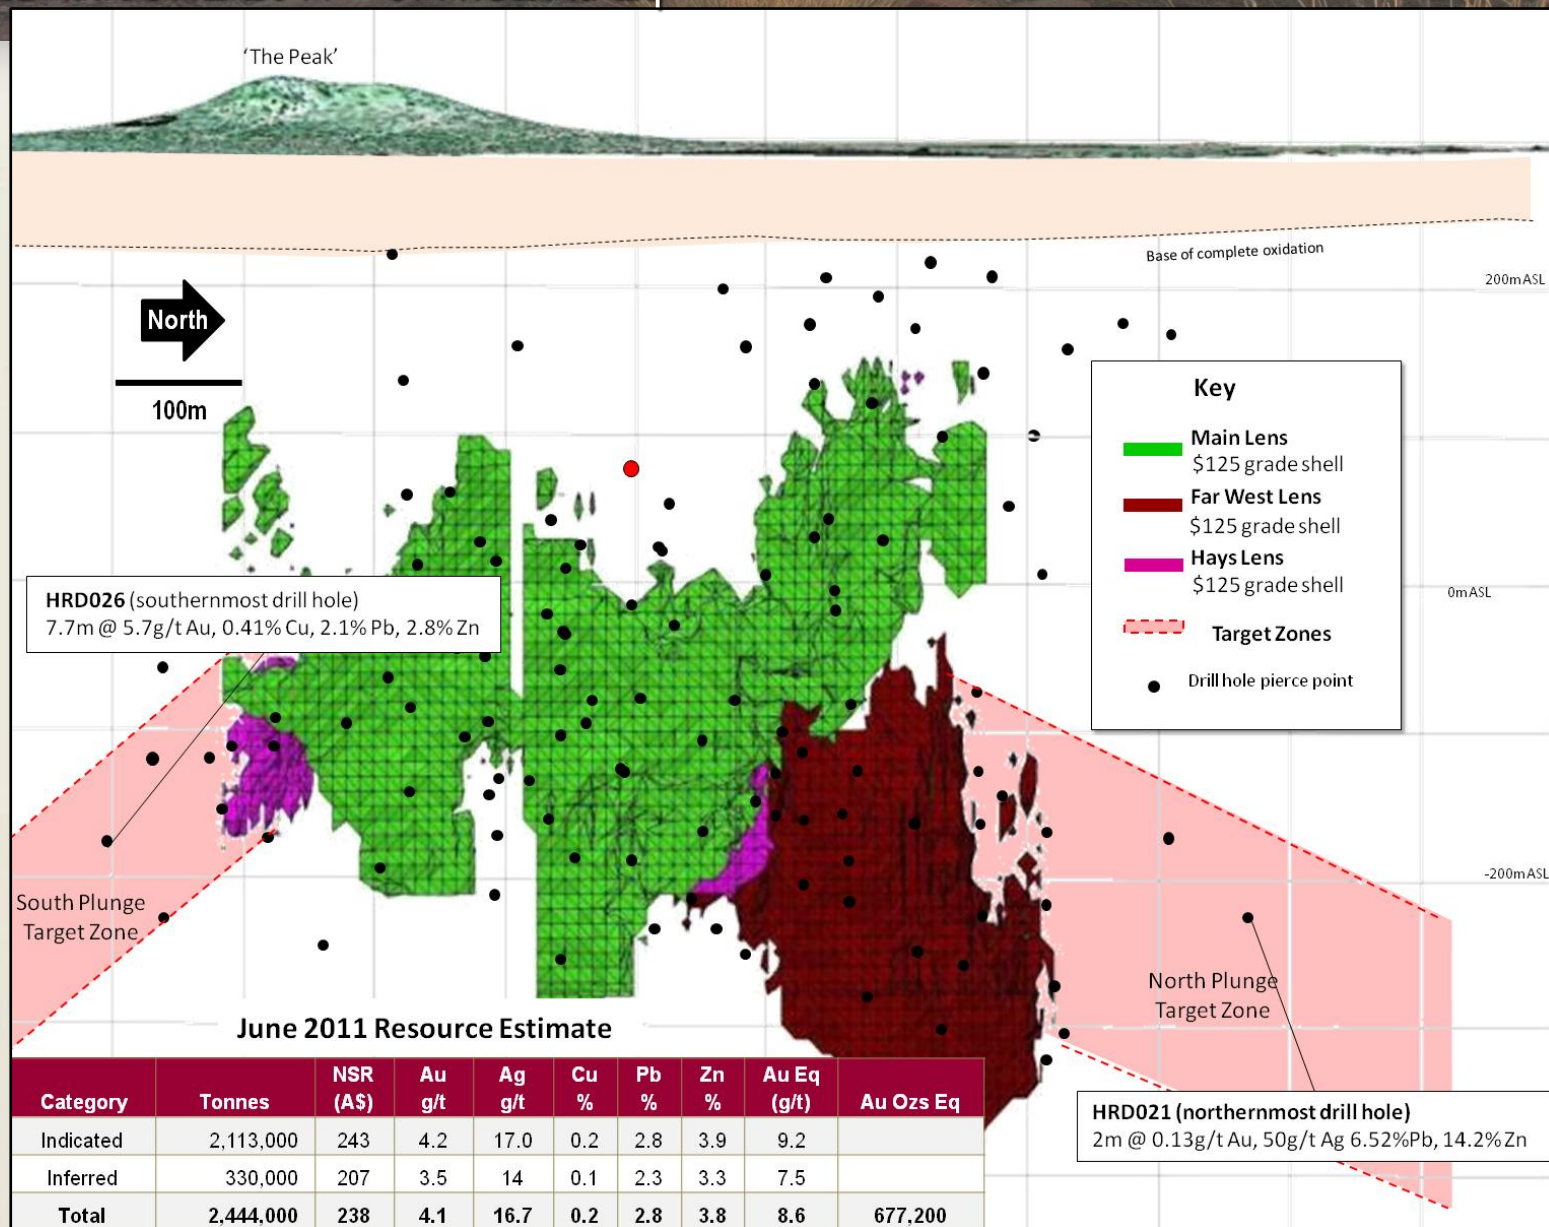 'The Peak'
Base of complete oxidation
200mASL
North
100m
Key
Main Lens
$125 grade shell
Far West Lens
$125 grade shell
Hays Lens
$125 grade shell
Target Zones
Drill hole pierce point
0mASL
HRD026 (southernmost drill hole)
7.7m @ 5.7g/t Au, 0.41% Cu, 2.1% Pb, 2.8% Zn
-200mASL
South Plunge
Target Zone
North Plunge
Target Zone
HRD021 (northernmost drill hole)
2m @ 0.13g/t Au, 50g/t Ag 6.52%Pb, 14.2%Zn
June 2011 Resource Estimate
Category Tonnes NSR (A$) Au g/t Ag g/t Cu % Pb % Zn % Au Eq (g/t) Au Ozs Eq
Indicated 2,113,000 243 4.2 17.0 0.2 2.8 3.9 9.2
Inferred 330,000 207 3.5 14 0.1 2.3 3.3 7.5
Total 2,444,000 238 4.1 16.7 0.2 2.8 3.8 8.6 677,200